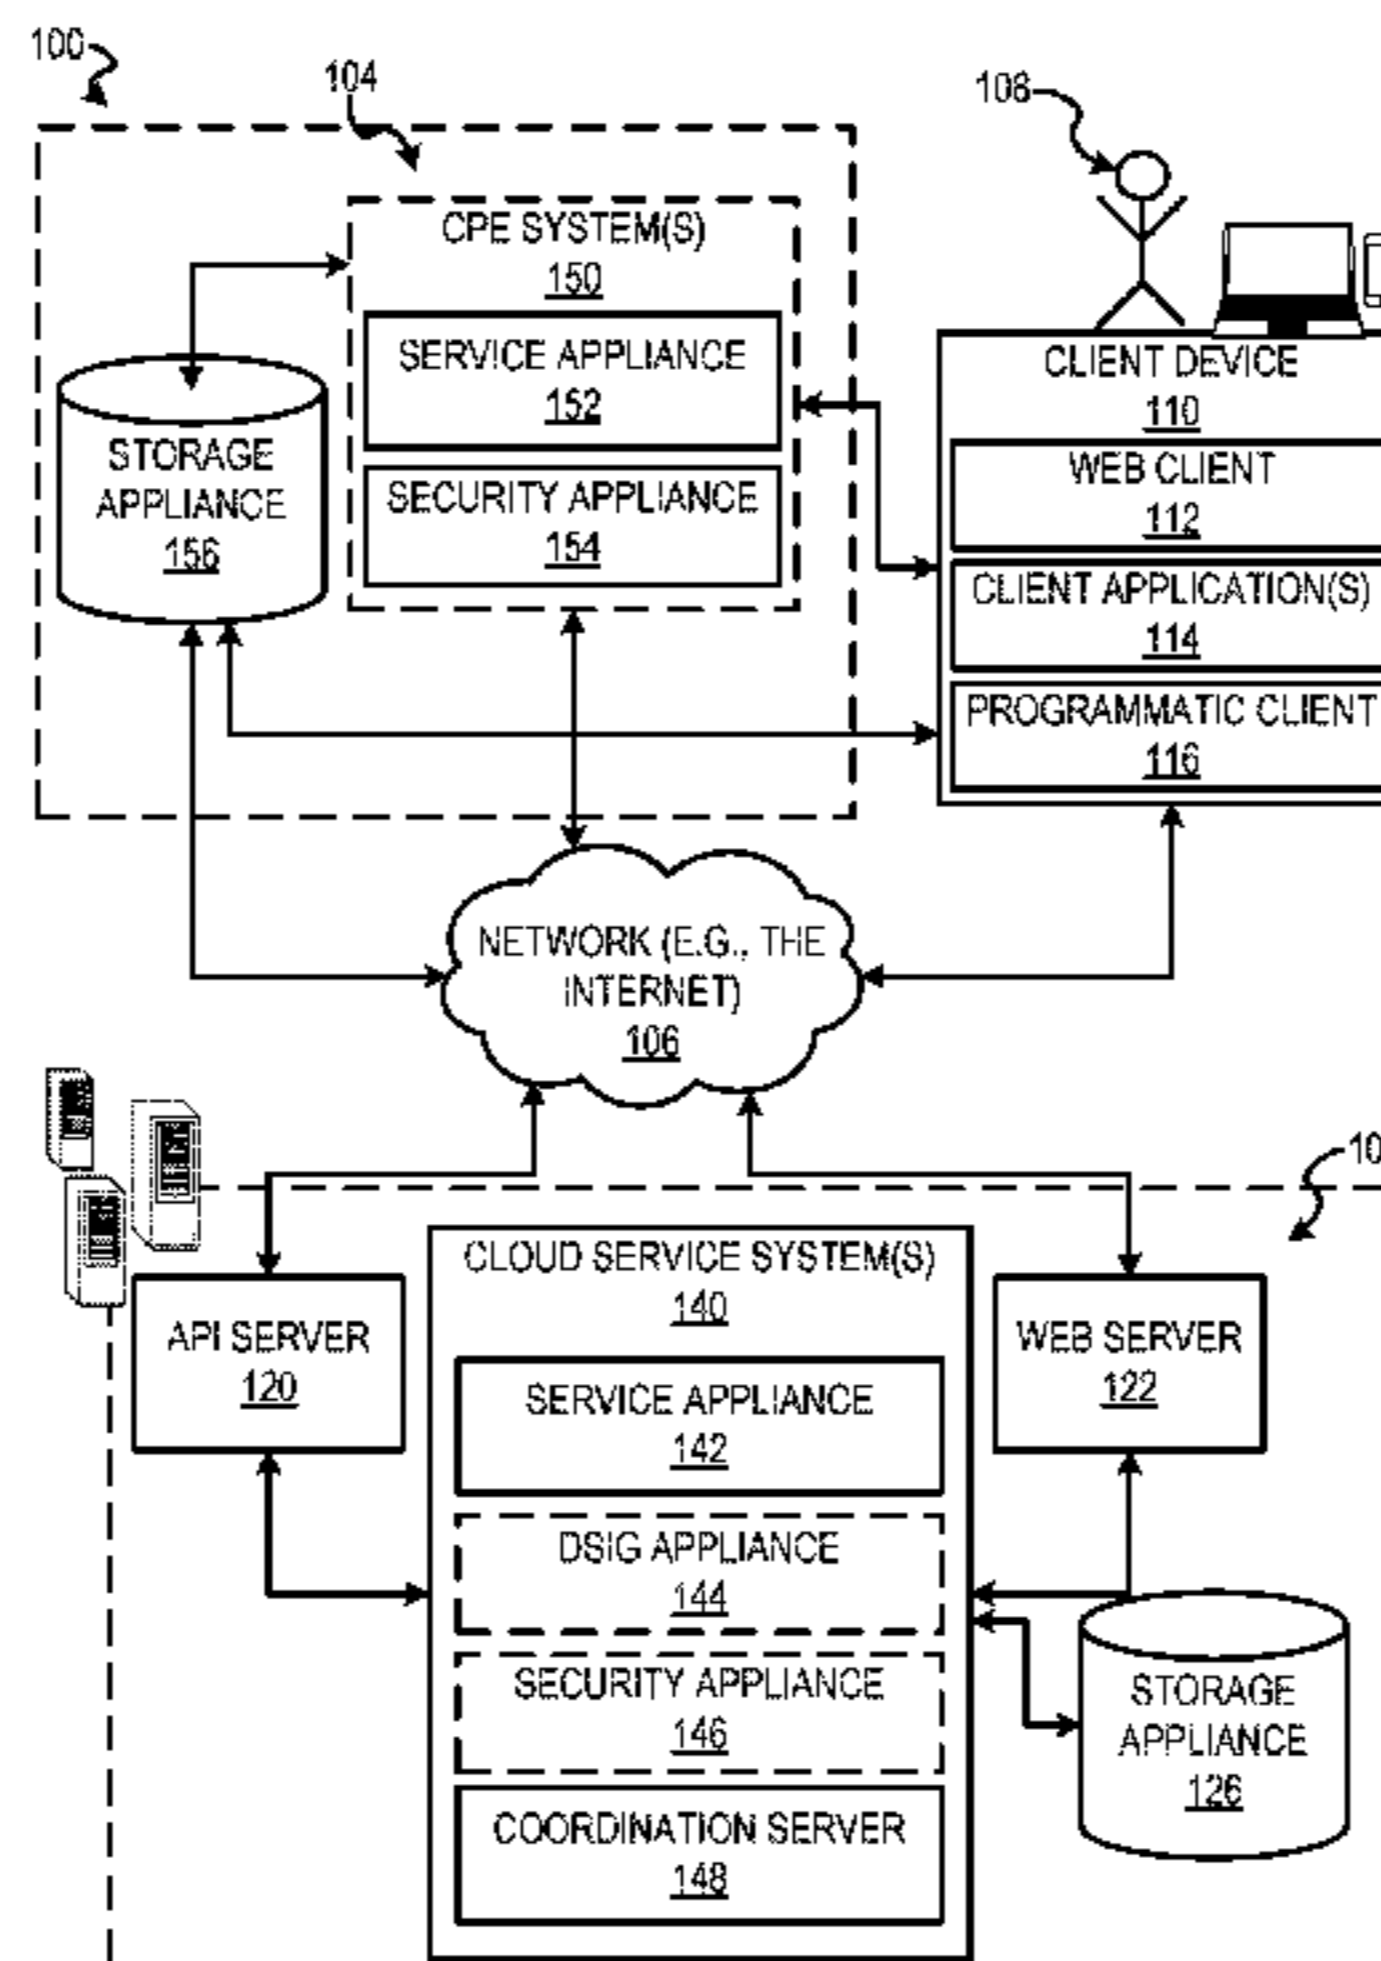 100
104
108
CPE SYSTEM(S)
150
SERVICE APPLIANCE
152
SECURITY APPLIANCE
154
STORAGE
APPLIANCE
156
CLIENT DEVICE
110
WEB CLIENT
112
CLIENT APPLICATION(S)
114
PROGRAMMATIC CLIENT
116
NETWORK (E.G., THE
INTERNET)
106
10
API SERVER
120
CLOUD SERVICE SYSTEM(S)
140
SERVICE APPLIANCE
142
DSIG APPLIANCE
144
SECURITY APPLIANCE
146
COORDINATION SERVER
148
WEB SERVER
122
STORAGE
APPLIANCE
126